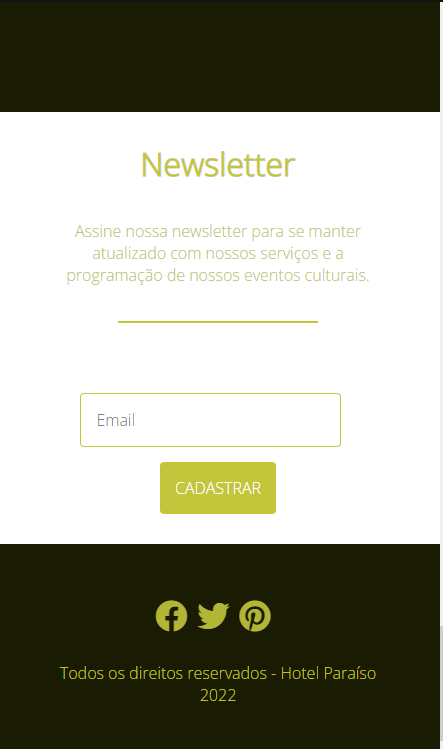 Newsletter
Assine nossa newsletter para se manter
atualizado com nossos serviços e a
programação de nossos eventos culturais.
Email
CADASTRAR
Todos os direitos reservados - Hotel Paraíso
2022